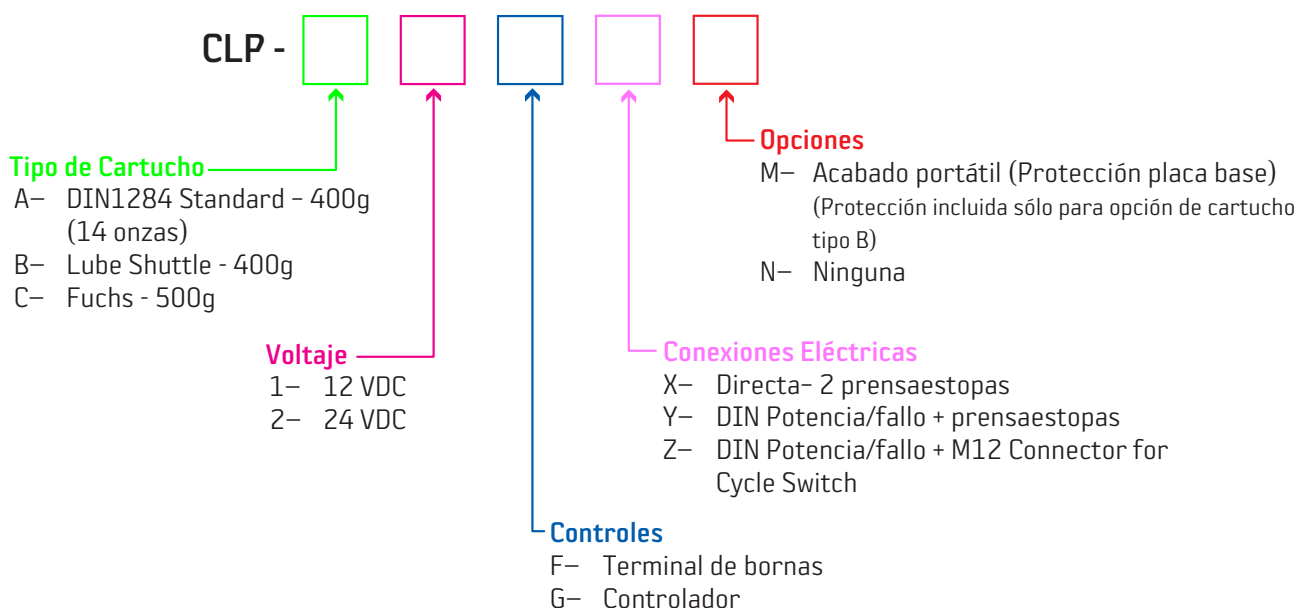 CLP -
Tipo de Cartucho
A– DIN1284 Standard – 400g
(14 onzas)
B– Lube Shuttle - 400g
C– Fuchs - 500g
Voltaje
1– 12 VDC
2– 24 VDC
Controles
F– Terminal de bornas
G– Controlador
Conexiones Eléctricas
X– Directa– 2 prensaestopas
Y– DIN Potencia/fallo + prensaestopas
Z– DIN Potencia/fallo + M12 Connector for
Cycle Switch
Opciones
M– Acabado portátil (Protección placa base)
(Protección incluida sólo para opción de cartucho
tipo B)
N– Ninguna